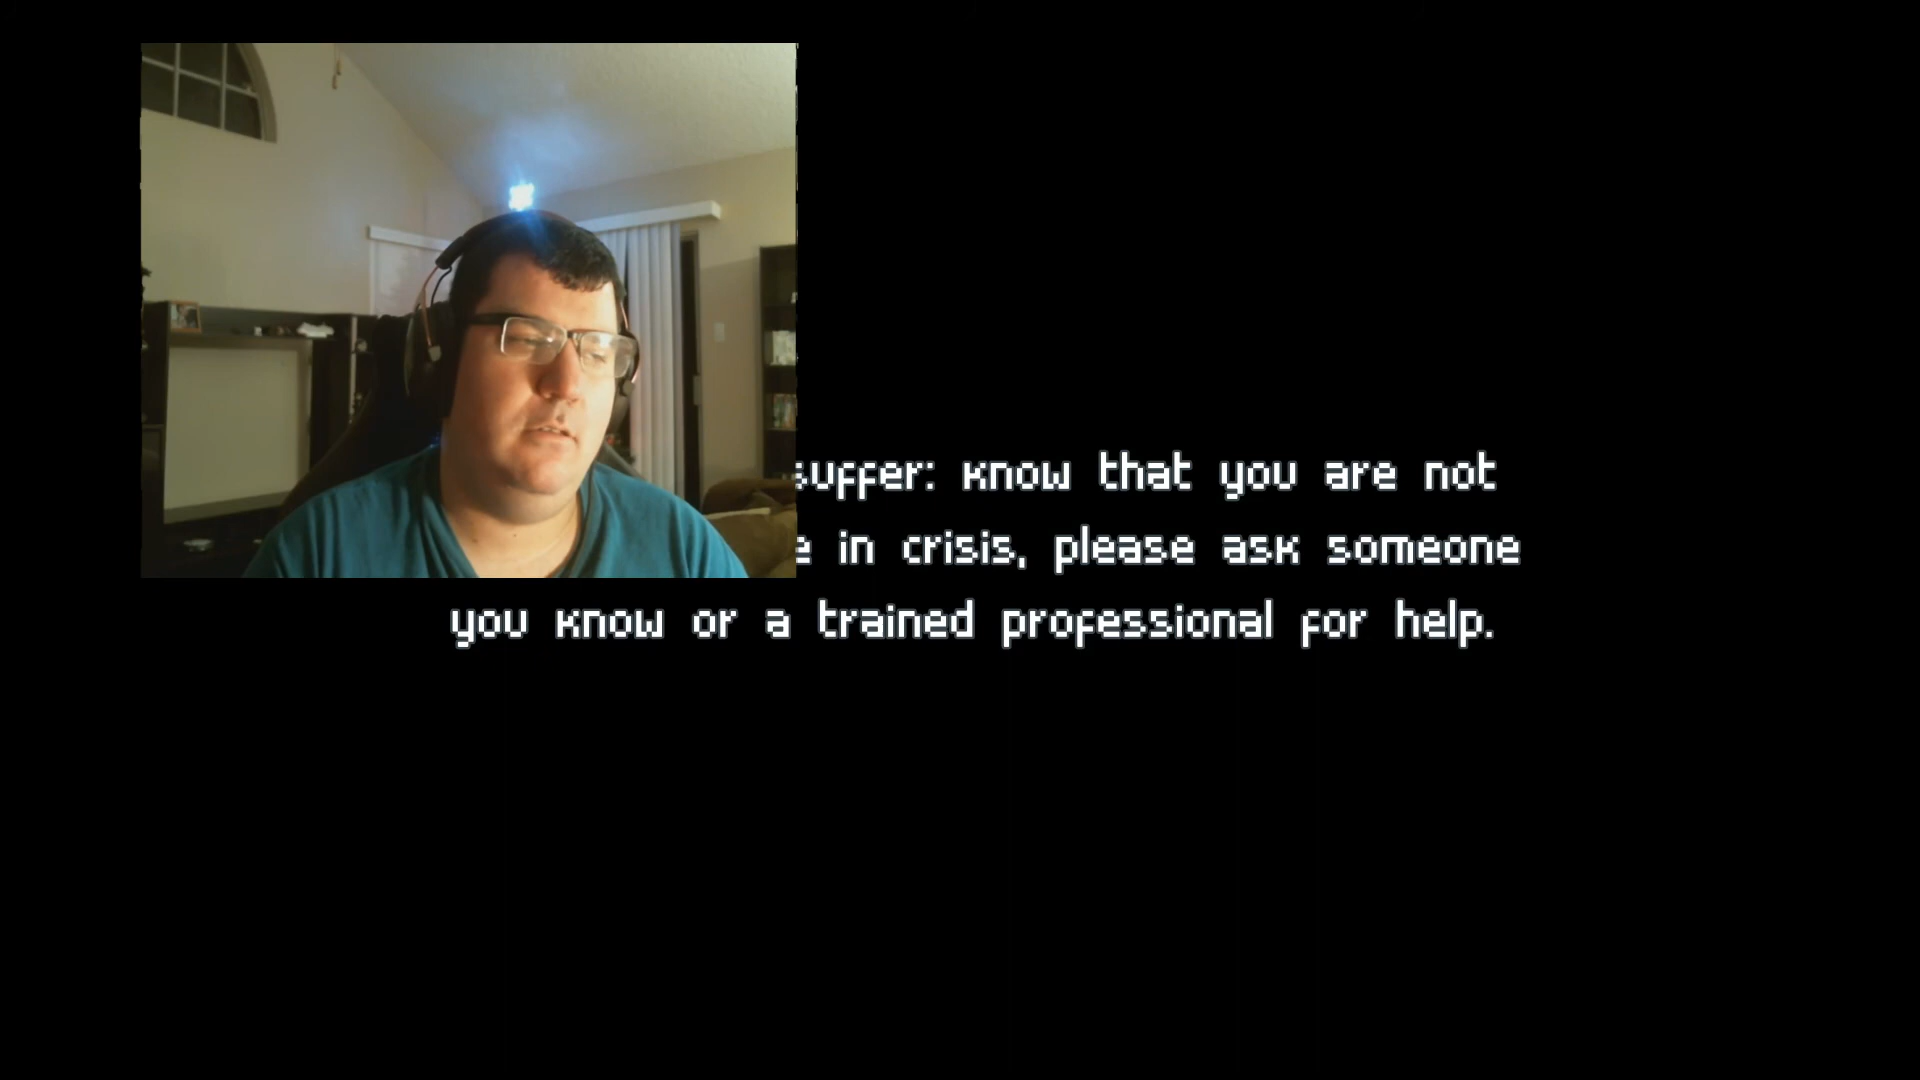 suffer: know that you are not
in crisis, please ask someone
you know or a trained professional for help.